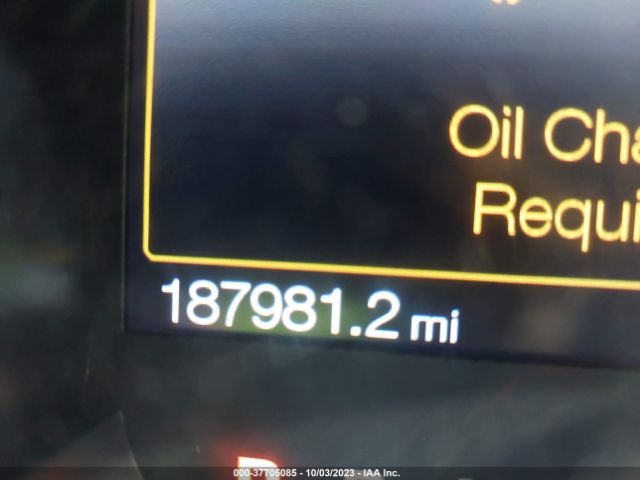 Oil Cha
Requi
187981.2 mi
000-37705085 - 10/03/2023 - IAA Inc.